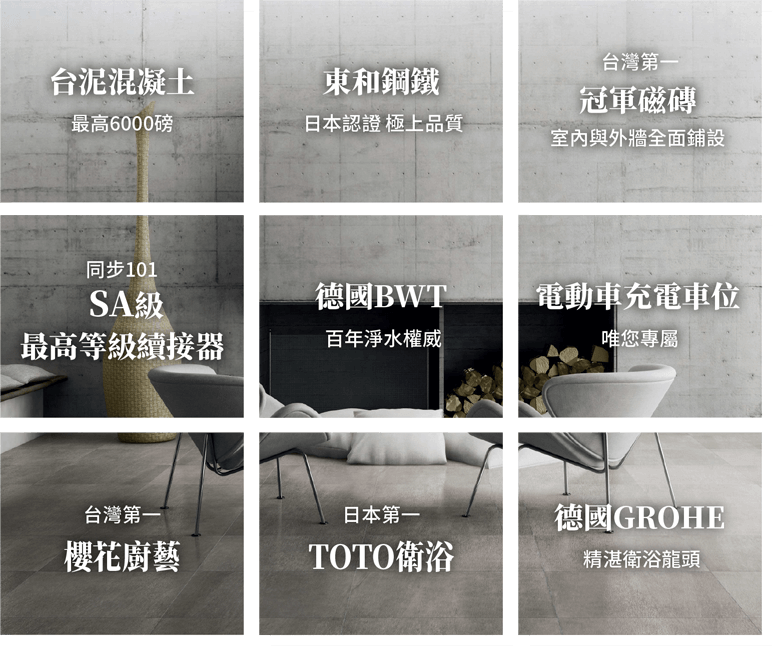 台泥混凝土
最高6000磅
東和鋼鐵
日本認證 極上品質
台灣第一
冠軍磁磚
室內與外牆全面鋪設
同步101
SA級
最高等級續接器
德國BWT
百年淨水權威
電動車充電車位
唯您專屬
台灣第一
櫻花廚藝
日本第一
TOTO衛浴
德國GROHE
精湛衛浴龍頭